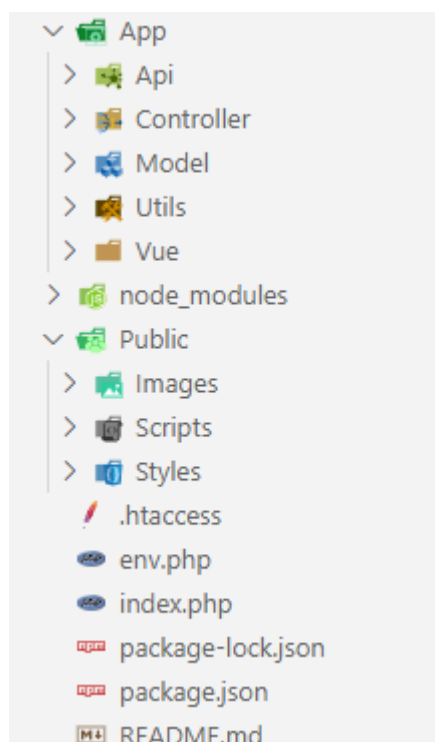 App
Api
Controller
Model
Utils
Vue
node_modules
Public
Images
Scripts
Styles
.htaccess
env.php
index.php
package-lock.json
package.json
README.md